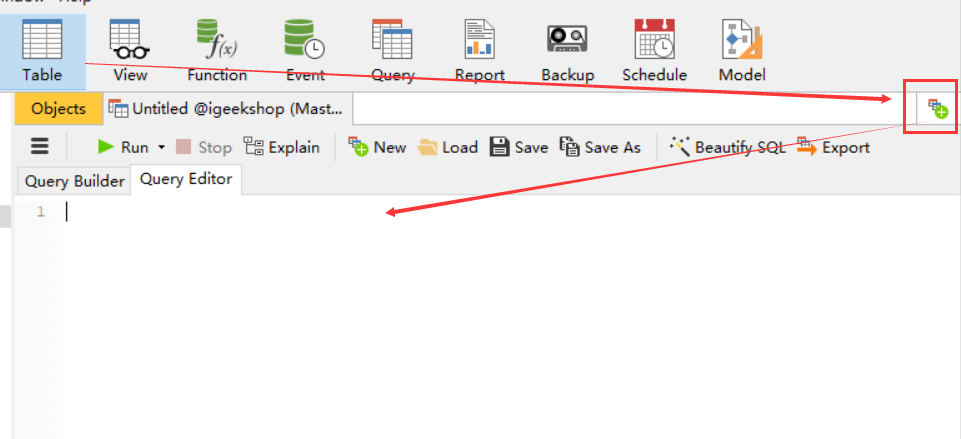 Help
Table View Function Event Query Report Backup Schedule Model
f(x)
Objects Untitled @igeekshop (Mast...
Run Stop Explain New Load Save Save As Beautify SQL Export
Query Builder Query Editor
1